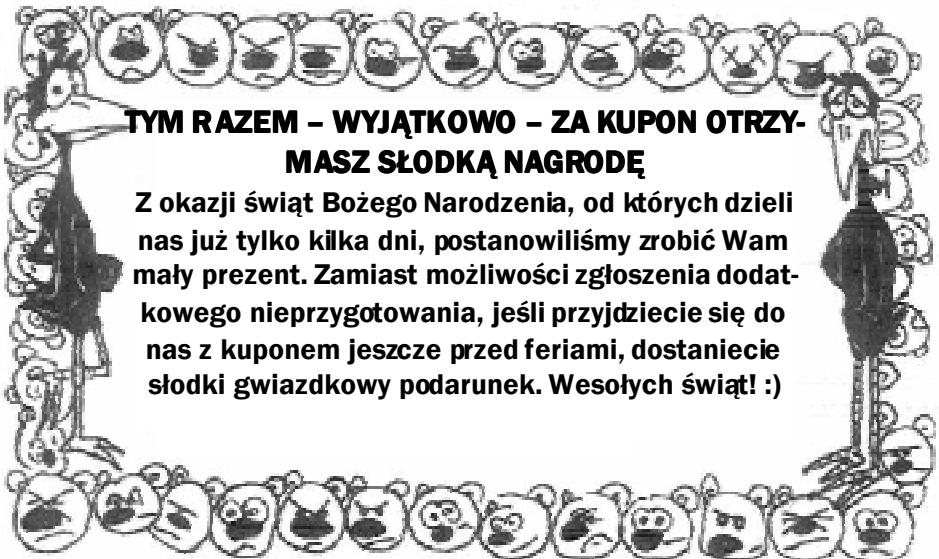 TYM RAZEM – WYJĄTKOWO – ZA KUPON OTRZY-
MASZ SŁODKĄ NAGRODĘ
Z okazji świąt Bożego Narodzenia, od których dzieli
nas już tylko kilka dni, postanowiliśmy zrobić Wam
mały prezent. Zamiast możliwości zgłoszenia dodat-
kowego nieprzygotowania, jeśli przyjdziecie się do
nas z kuponem jeszcze przed feriami, dostaniecie
słodki gwiazdkowy podarunek. Wesołych świąt! :)